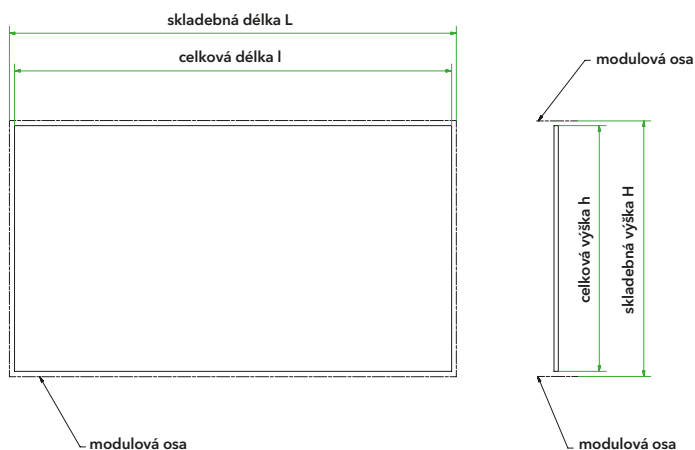 skladebná délka L
celková délka l
modulová osa
celková výška h
skladebná výška H
modulová osa
modulová osa